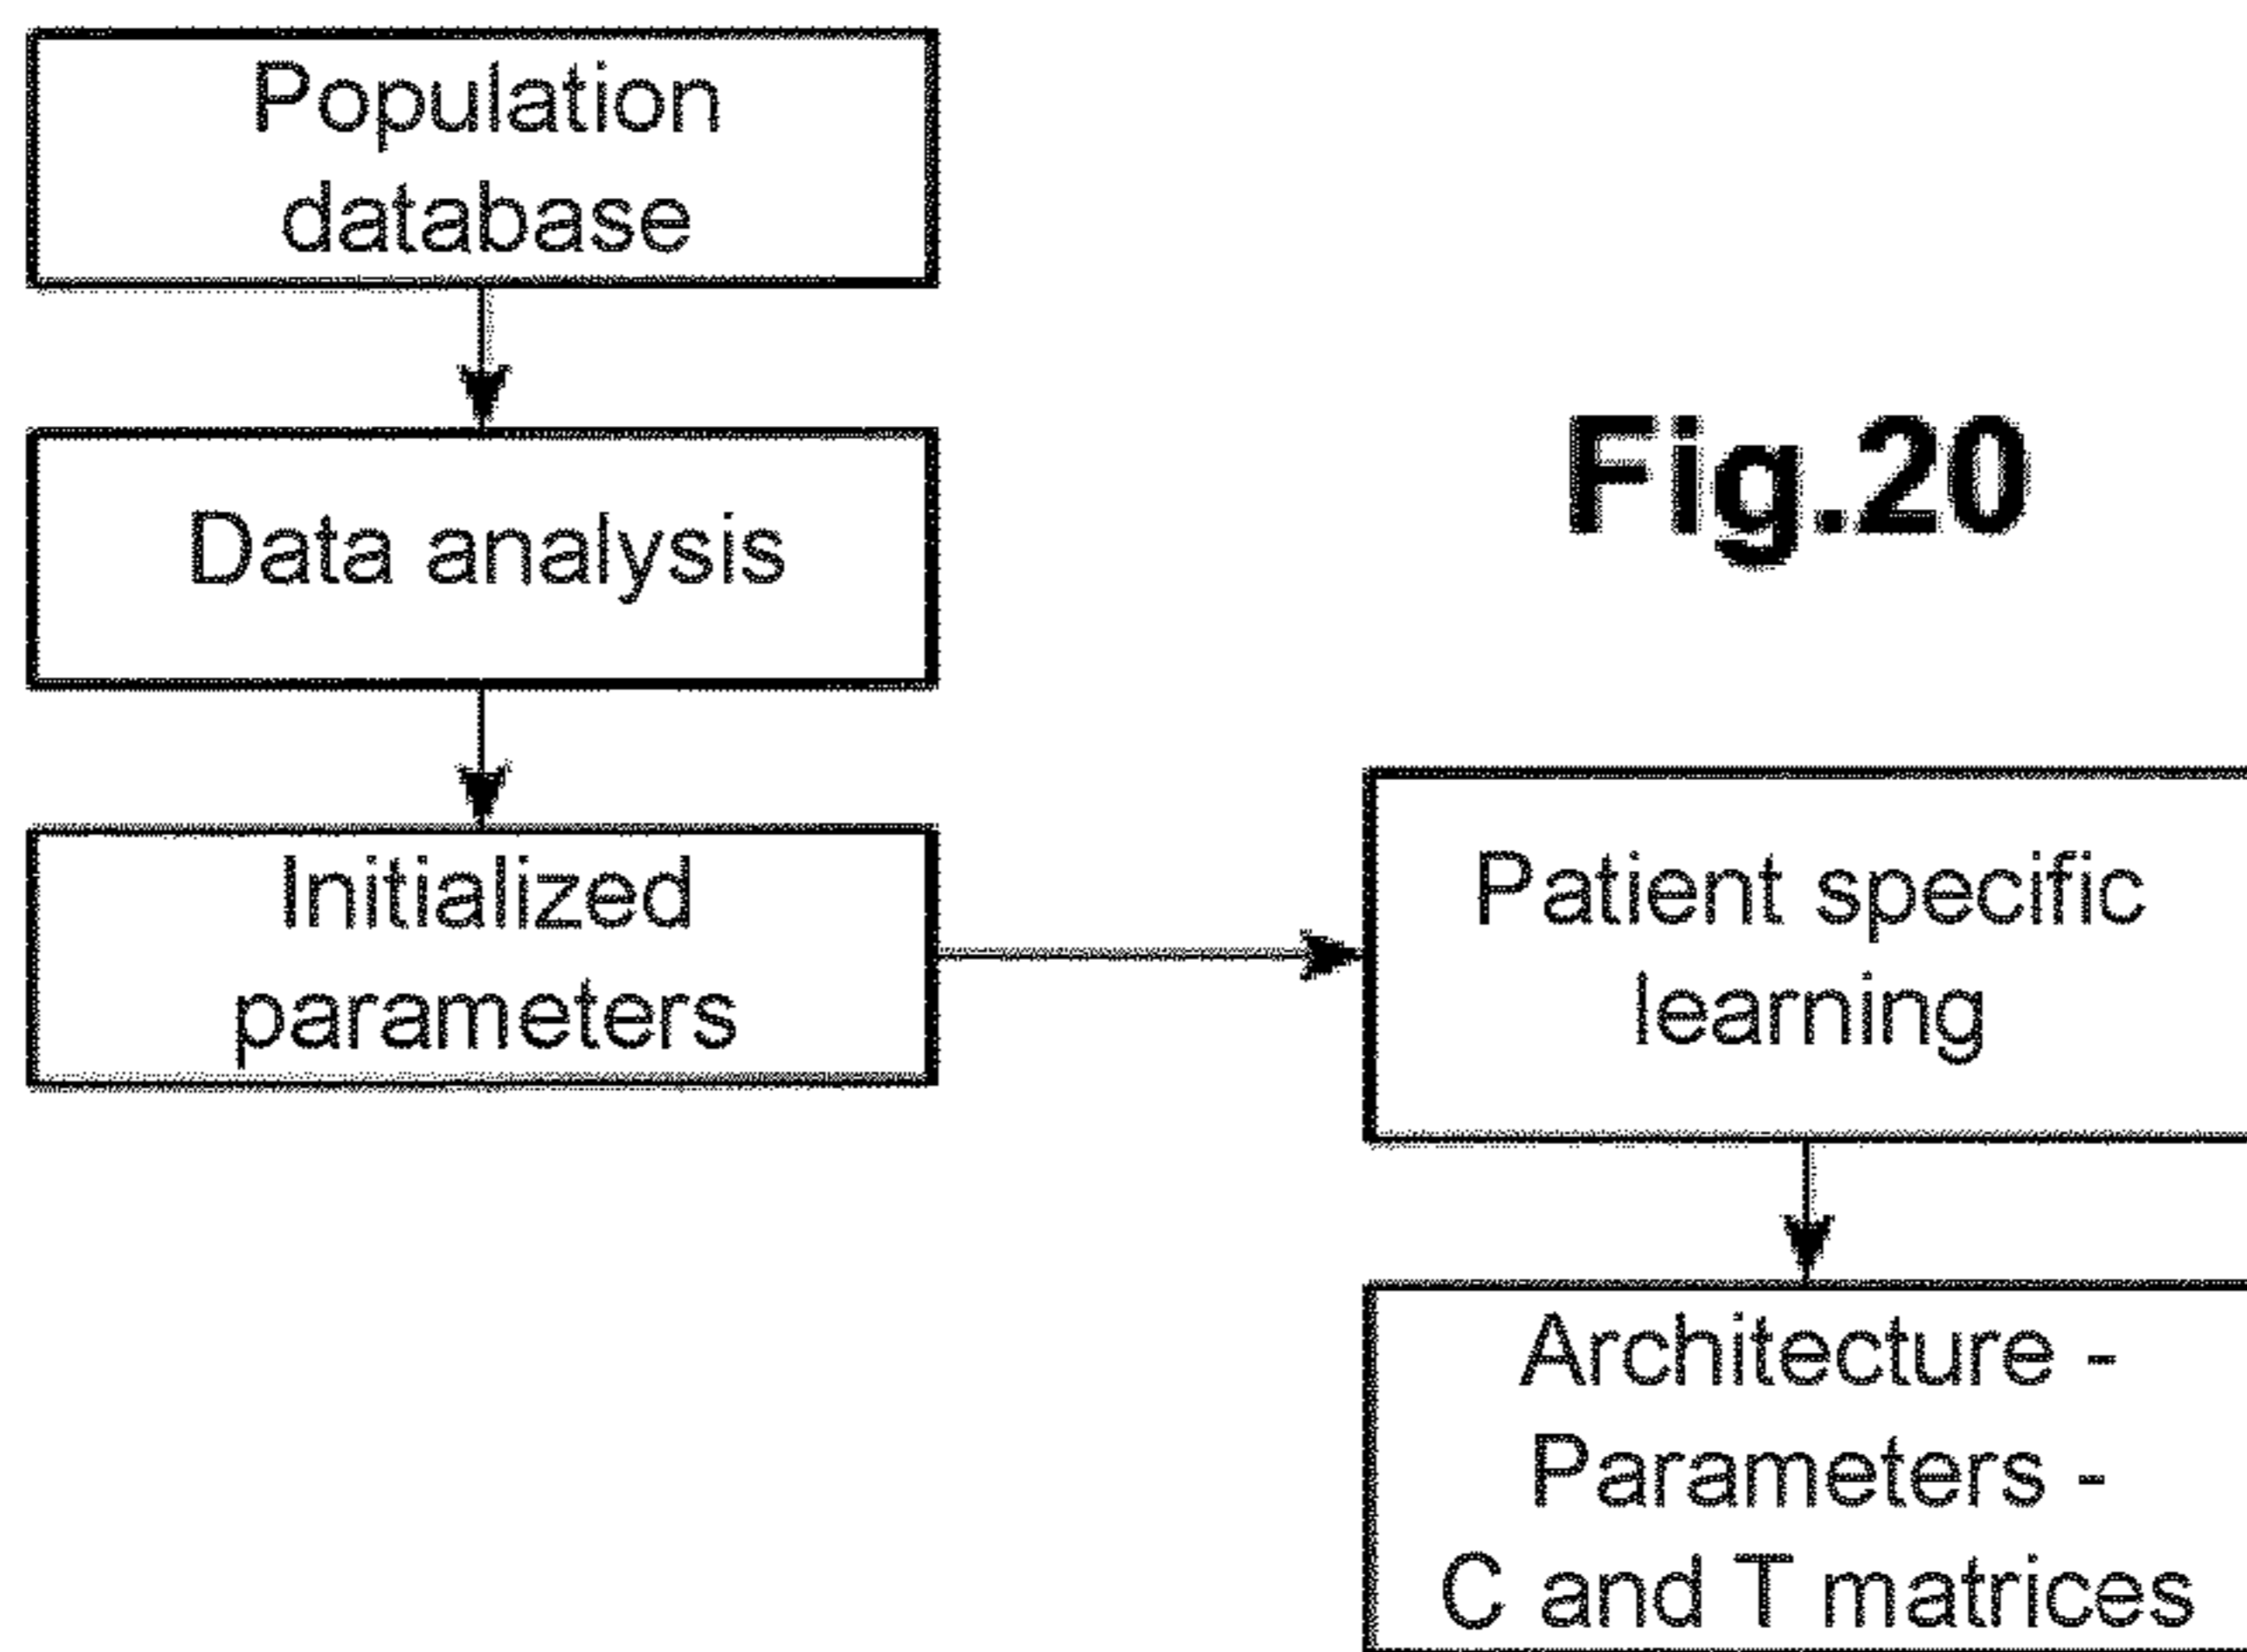 Population
database
Data analysis
Fig.20
Initialized
parameters
Patient specific
learning
Architecture -
Parameters -
C and T matrices